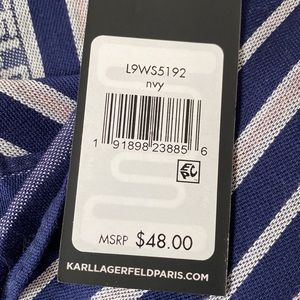 L9WS5192
nvy
1 91898 23885 6
MSRP $48.00
KARLLAGERFELDPARIS.COM